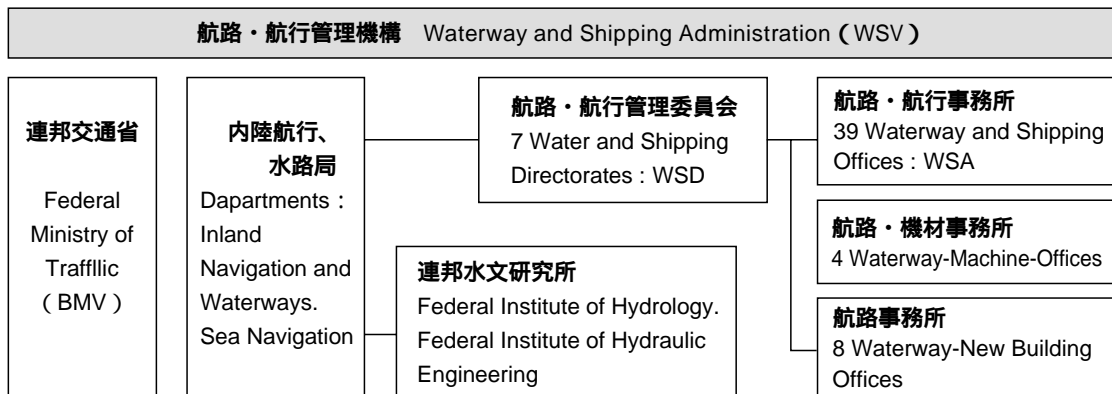 航路・航行管理機構 Waterway and Shipping Administration（WSV）
連邦交通省
Federal
Ministry of
Traffllic
（BMV）
内陸航行、
水路局
Dapartments：
Inland
Navigation and
Waterways.
Sea Navigation
航路・航行管理委員会
7 Water and Shipping
Directorates：WSD
連邦水文研究所
Federal Institute of Hydrology.
Federal Institute of Hydraulic
Engineering
航路・航行事務所
39 Waterway and Shipping
Offices：WSA
航路・機材事務所
4 Waterway-Machine-Offices
航路事務所
8 Waterway-New Building
Offices